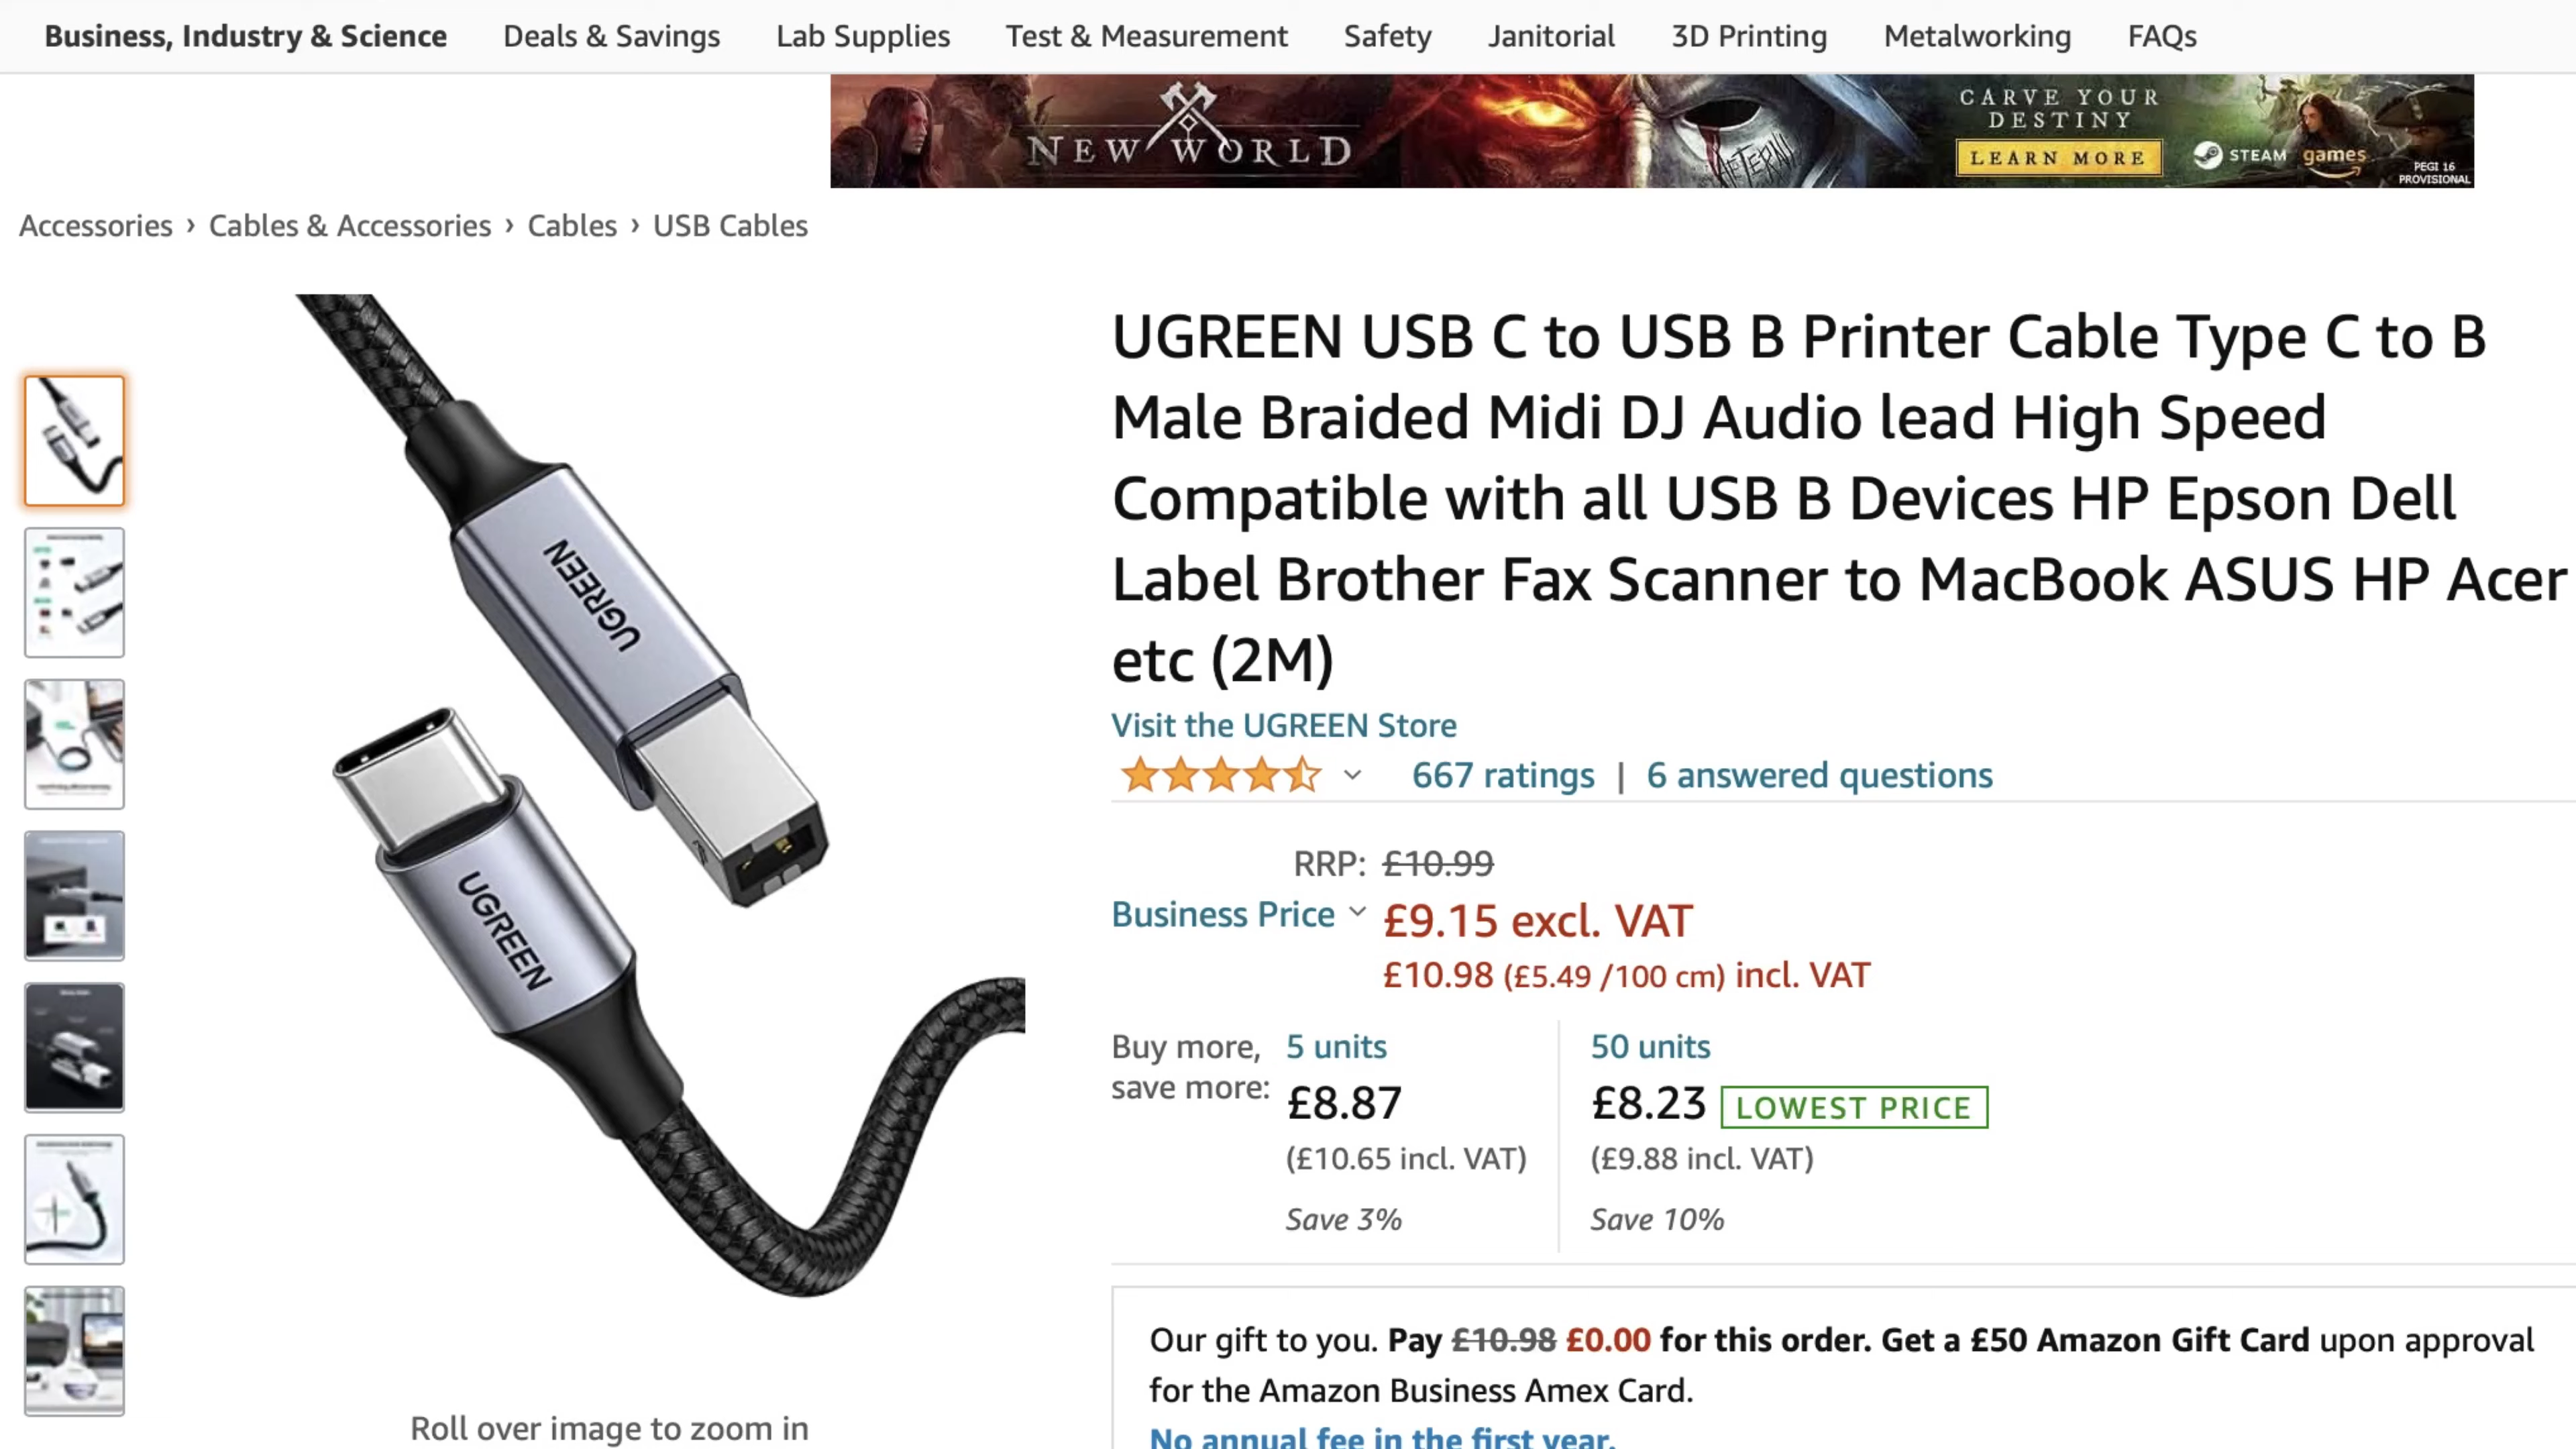 Business, Industry & Science Deals & Savings Lab Supplies Test & Measurement Safety Janitorial 3D Printing Metalworking FAQs
NEW WORLD
AETERNUM
CARVE YOUR
DESTINY
LEARN MORE
STEAM games
PEGI 16
PROVISIONAL
Accessories › Cables & Accessories › Cables › USB Cables
UGREEN
UGREEN
Roll over image to zoom in
UGREEN USB C to USB B Printer Cable Type C to B
Male Braided Midi DJ Audio lead High Speed
Compatible with all USB B Devices HP Epson Dell
Label Brother Fax Scanner to MacBook ASUS HP Acer
etc (2M)
Visit the UGREEN Store
667 ratings | 6 answered questions
RRP: £10.99
Business Price £9.15 excl. VAT
£10.98 (£5.49 /100 cm) incl. VAT
Buy more,
save more:
5 units
£8.87
(£10.65 incl. VAT)
Save 3%
50 units
£8.23 LOWEST PRICE
(£9.88 incl. VAT)
Save 10%
Our gift to you. Pay £10.98 £0.00 for this order. Get a £50 Amazon Gift Card upon approval
for the Amazon Business Amex Card.
No annual fee in the first year.